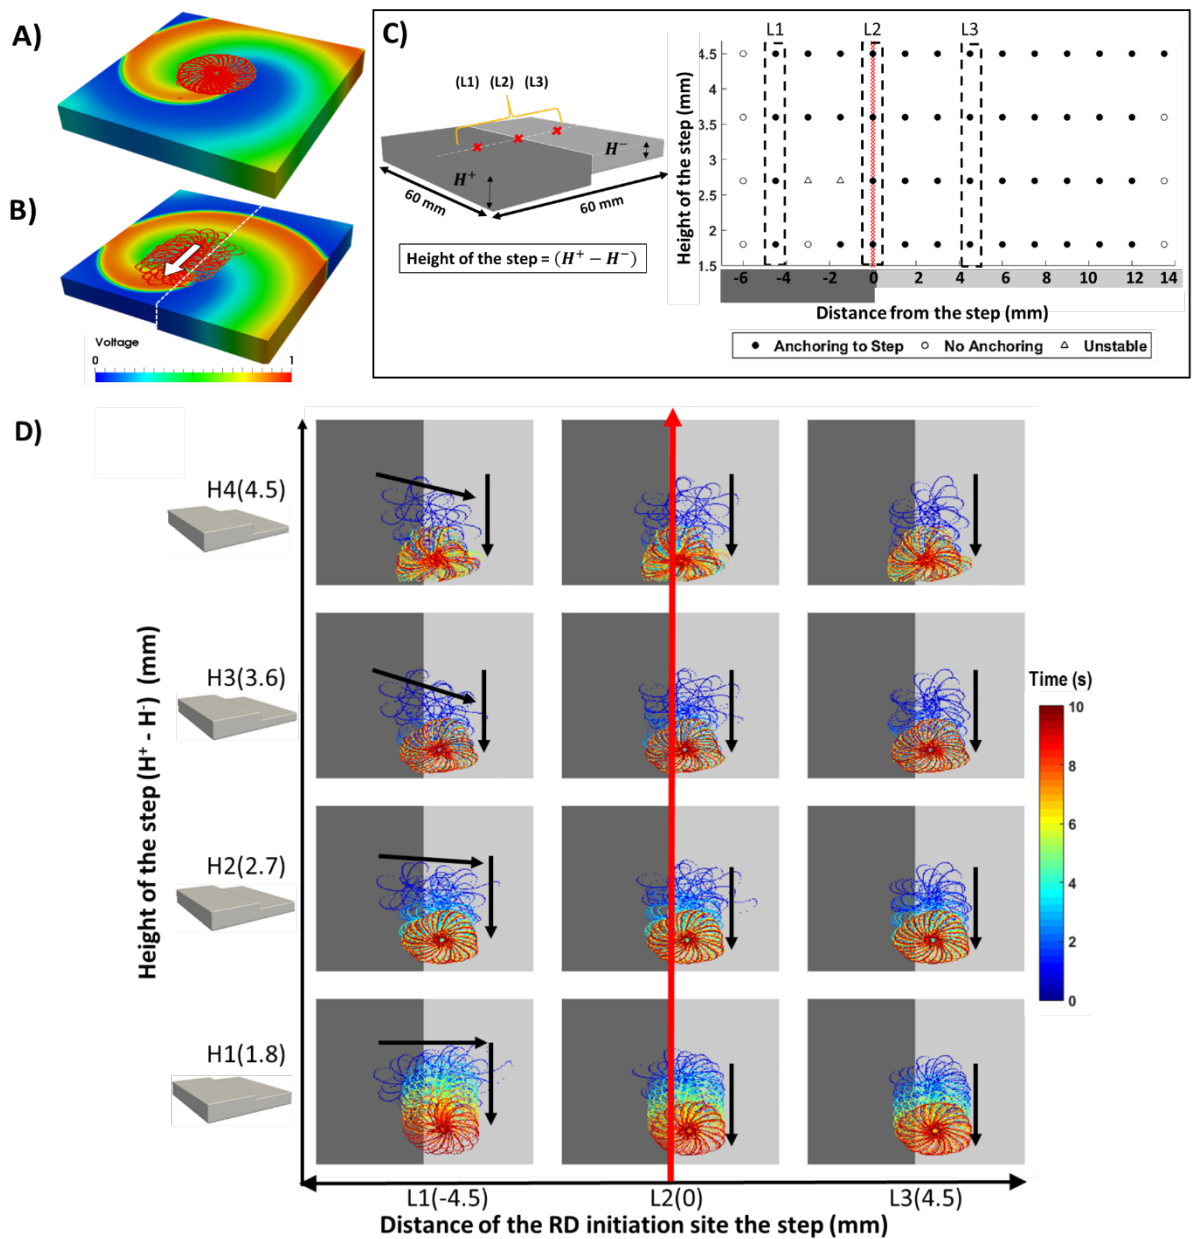 A)
B)
Voltage
0
1
C)
(L1) (L2) (L3)
H⁺
H⁻
60 mm
60 mm
Height of the step = (H⁺ − H⁻)
L1
L2
L3
Height of the step (mm)
4.5
4
3.5
3
2.5
2
1.5
-6 -4 -2 0 2 4 6 8 10 12 14
Distance from the step (mm)
Anchoring to Step No Anchoring Unstable
D)
Height of the step (H⁺ - H⁻) (mm)
H4(4.5)
H3(3.6)
H2(2.7)
H1(1.8)
Time (s)
10
8
6
4
2
0
L1(-4.5) L2(0) L3(4.5)
Distance of the RD initiation site the step (mm)